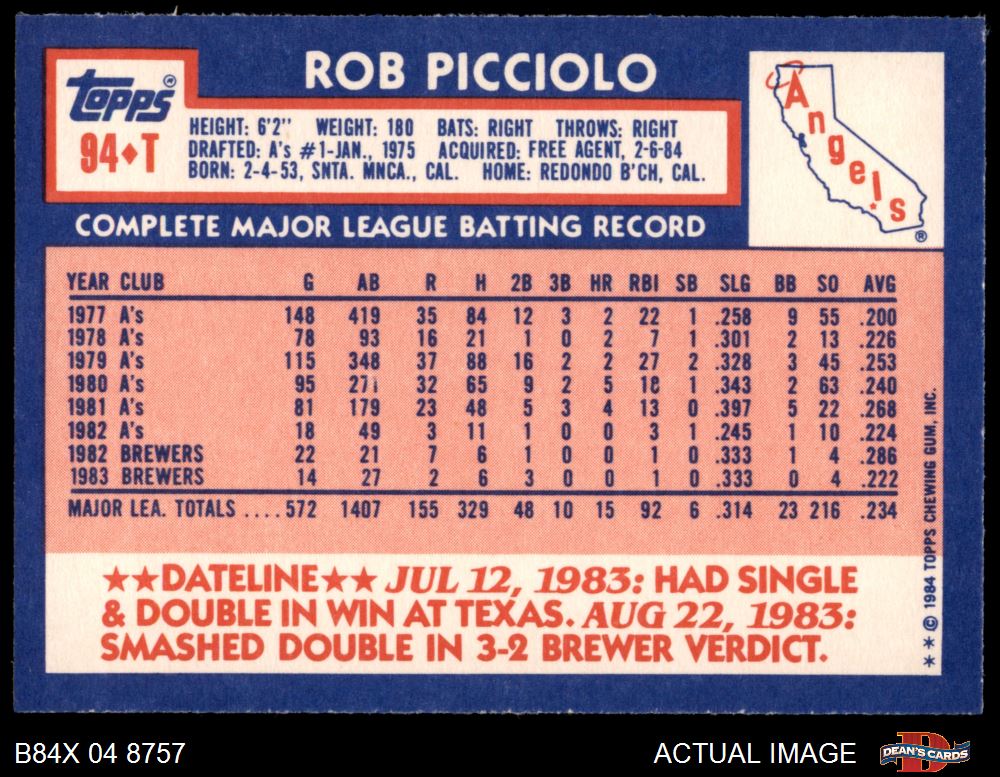 ROB PICCIOLO
Topps®
94♦T
HEIGHT: 6'2" WEIGHT: 180 BATS: RIGHT THROWS: RIGHT
DRAFTED: A's #1-JAN., 1975 ACQUIRED: FREE AGENT, 2-6-84
BORN: 2-4-53, SNTA. MNCA., CAL. HOME: REDONDO B'CH, CAL.
Angels
®
COMPLETE MAJOR LEAGUE BATTING RECORD
YEAR CLUB G AB R H 2B 3B HR RBI SB SLG BB SO AVG
1977 A's 148 419 35 84 12 3 2 22 1 .258 9 55 .200
1978 A's 78 93 16 21 1 0 2 7 1 .301 2 13 .226
1979 A's 115 348 37 88 16 2 2 27 2 .328 3 45 .253
1980 A's 95 271 32 65 9 2 5 18 1 .343 2 63 .240
1981 A's 81 179 23 48 5 3 4 13 0 .397 5 22 .268
1982 A's 18 49 3 11 1 0 0 3 1 .245 1 10 .224
1982 BREWERS 22 21 7 6 1 0 0 1 0 .333 1 4 .286
1983 BREWERS 14 27 2 6 3 0 0 1 0 .333 0 4 .222
MAJOR LEA. TOTALS ....572 1407 155 329 48 10 15 92 6 .314 23 216 .234
★★DATELINE★★ JUL 12, 1983: HAD SINGLE
& DOUBLE IN WIN AT TEXAS. AUG 22, 1983:
SMASHED DOUBLE IN 3-2 BREWER VERDICT.
** © 1984 TOPPS CHEWING GUM, INC.
B84X 04 8757
ACTUAL IMAGE
DEAN'S CARDS